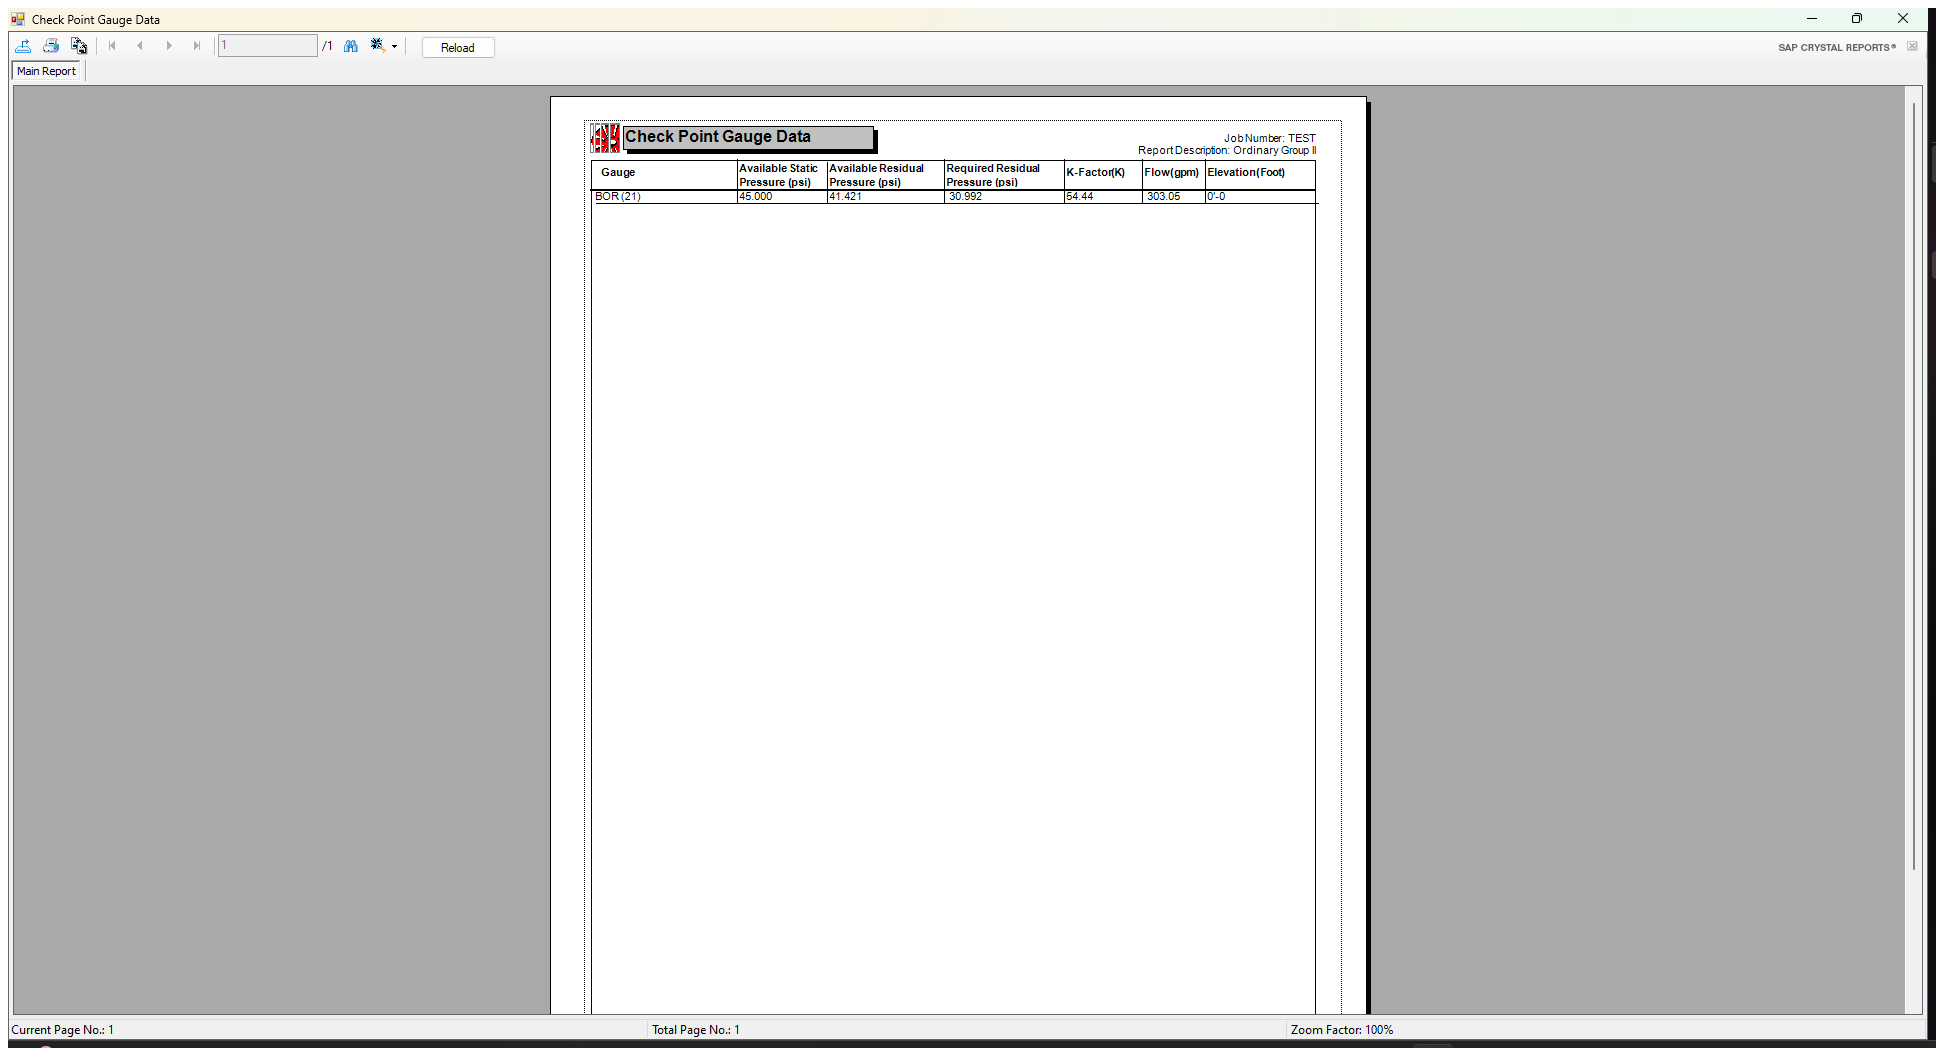 Check Point Gauge Data
1 /1 Reload
SAP CRYSTAL REPORTS®
Main Report
Check Point Gauge Data
Job Number: TEST
Report Description: Ordinary Group II
Gauge Available Static Pressure (psi) Available Residual Pressure (psi) Required Residual Pressure (psi) K-Factor(K) Flow(gpm) Elevation(Foot)
BOR (21) 45.000 41.421 30.992 54.44 303.05 0'-0
Current Page No.: 1 Total Page No.: 1 Zoom Factor: 100%